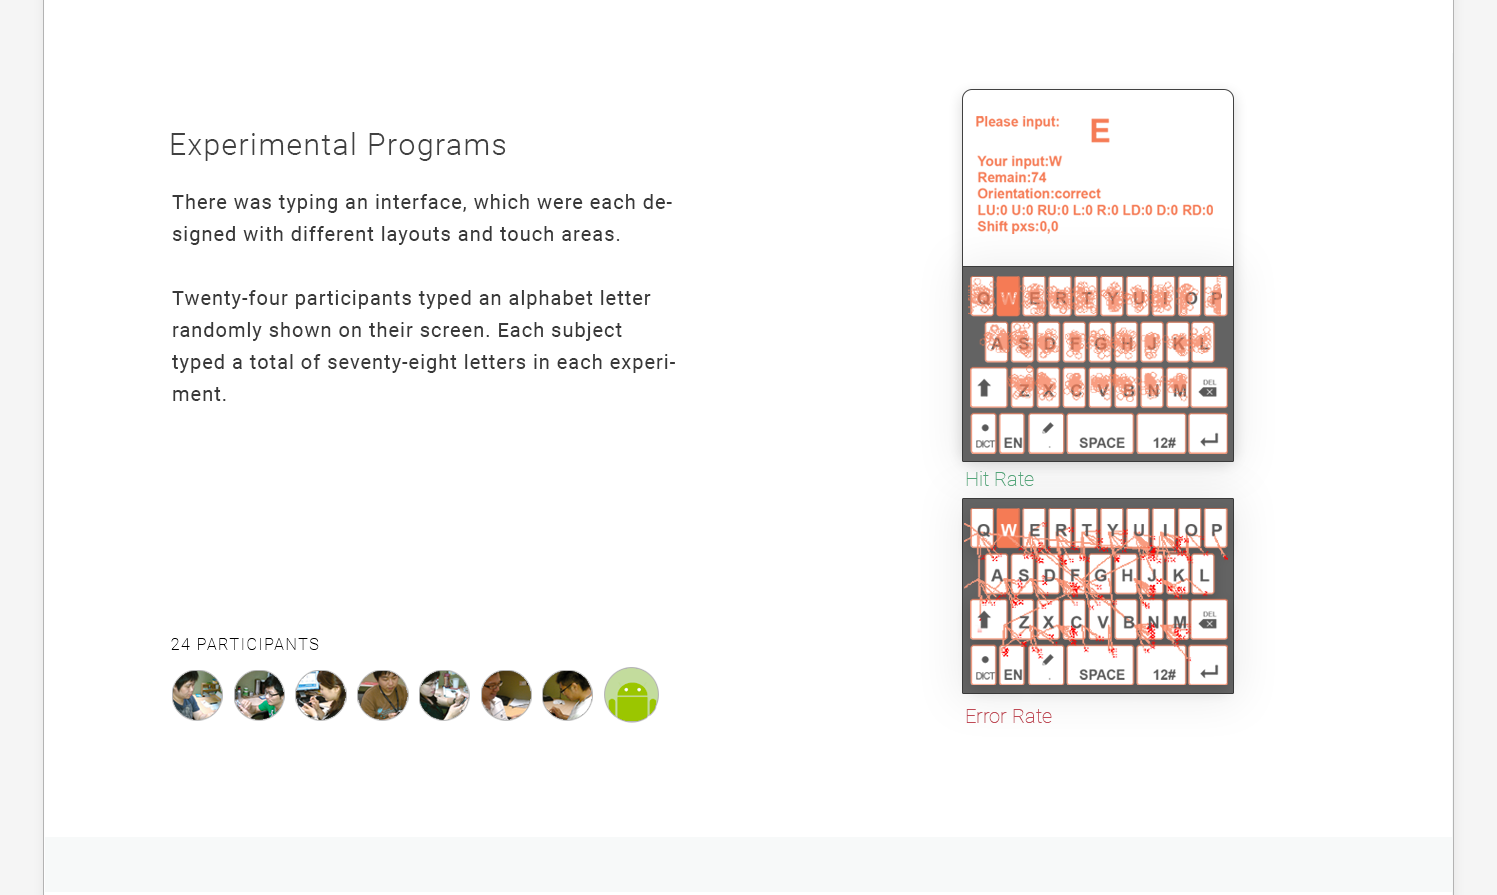 Experimental Programs
There was typing an interface, which were each de-
signed with different layouts and touch areas.
Twenty-four participants typed an alphabet letter
randomly shown on their screen. Each subject
typed a total of seventy-eight letters in each experi-
ment.
24 PARTICIPANTS
Please input: E
Your input:W
Remain:74
Orientation:correct
LU:0 U:0 RU:0 L:0 R:0 LD:0 D:0 RD:0
Shift pxs:0,0
Q W E R T Y U I O P
A S D F G H J K L
Z X C V B N M DEL
DICT EN . SPACE 12#
Hit Rate
Q W E R T Y U I O P
A S D F G H J K L
Z X C V B N M DEL
DICT EN . SPACE 12#
Error Rate